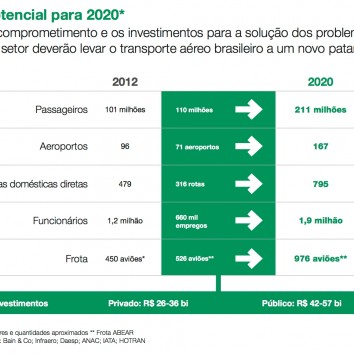 tencial para 2020*
comprometimento e os investimentos para a solução dos problem
setor deverão levar o transporte aéreo brasileiro a um novo pata
2012 2020
Passageiros 101 milhões 110 milhões 211 milhões
Aeroportos 96 71 aeroportos 167
as domésticas diretas 479 316 rotas 795
Funcionários 1,2 milhão 660 mil empregos 1,9 milhão
Frota 450 aviões* 526 aviões** 976 aviões**
nvestimentos Privado: R$ 26-36 bi Público: R$ 42-57 bi
res e quantidades aproximados ** Frota ABEAR
: Bain & Co; Infraero; Daesp; ANAC; IATA; HOTRAN